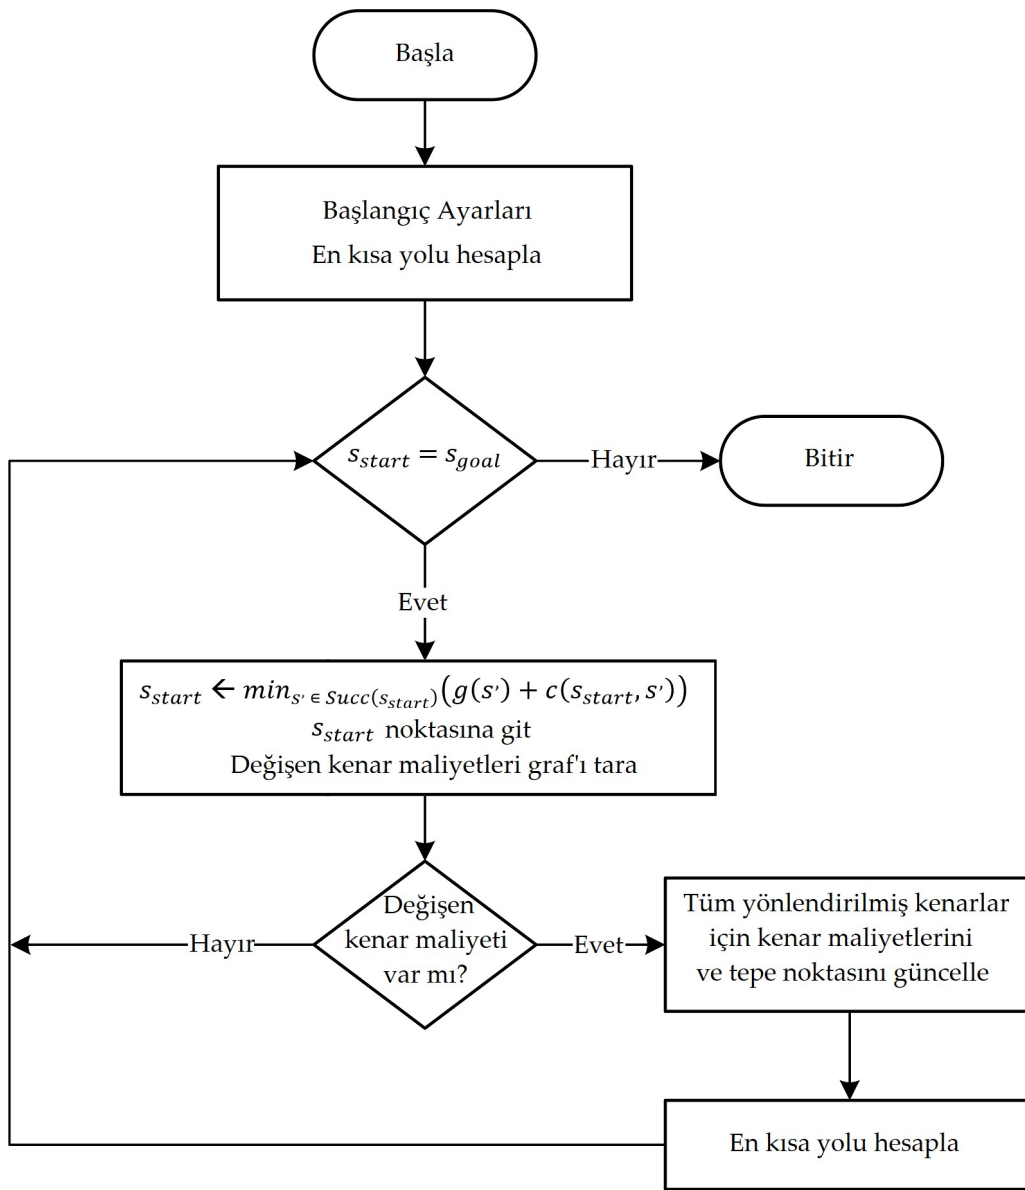 Başla
Başlangıç Ayarları
En kısa yolu hesapla
s_start = s_goal
Hayır
Bitir
Evet
s_start ← min_{s' ∈ Succ(s_start)}(g(s') + c(s_start, s'))
s_start noktasına git
Değişen kenar maliyetleri graf'ı tara
Değişen
kenar maliyeti
var mı?
Hayır
Evet
Tüm yönlendirilmiş kenarlar
için kenar maliyetlerini
ve tepe noktasını güncelle
En kısa yolu hesapla